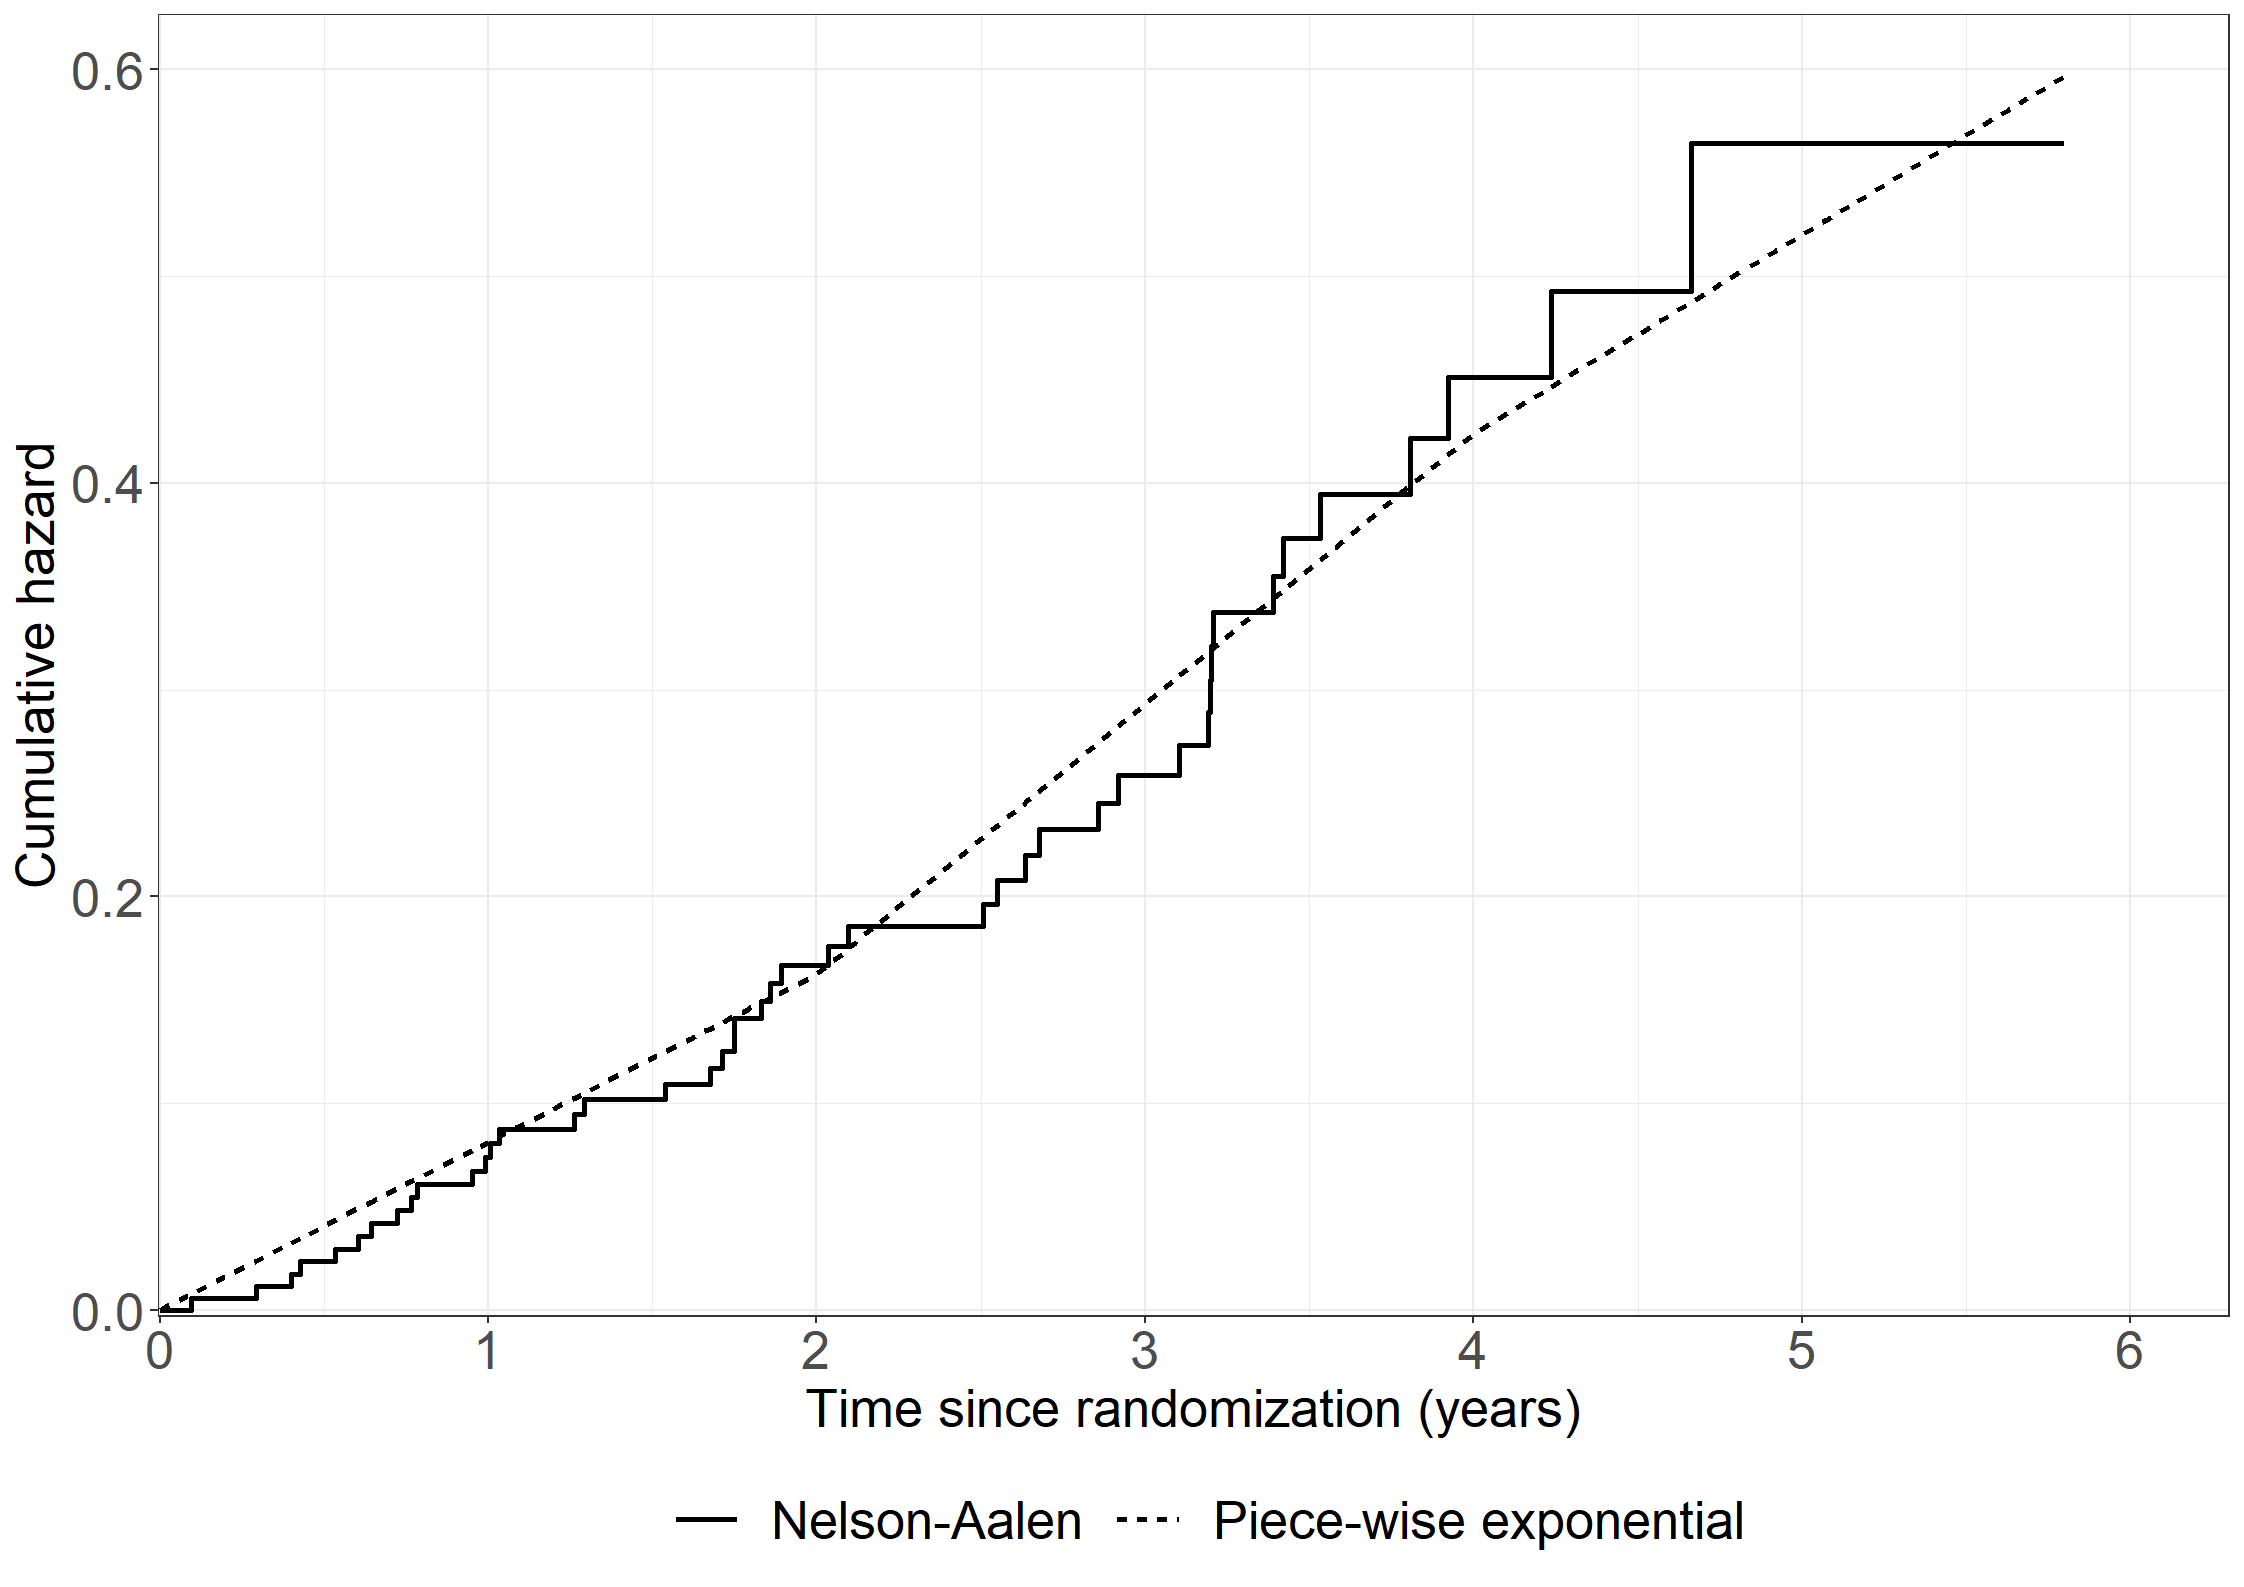 Cumulative hazard
0.6
0.4
0.2
0.0
0 1 2 3 4 5 6
Time since randomization (years)
Nelson-Aalen Piece-wise exponential